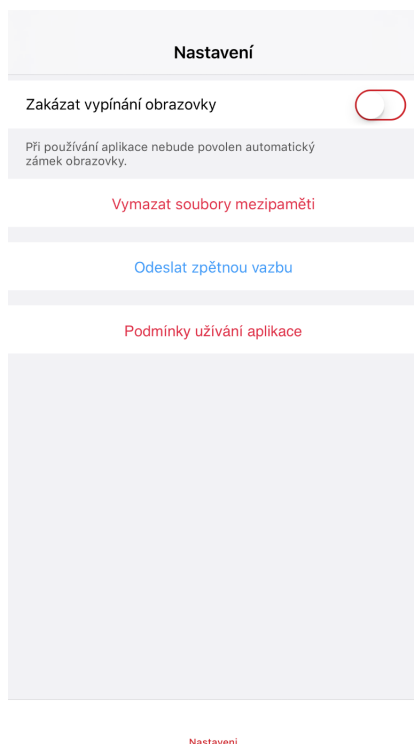 Nastavení
Zakázat vypínání obrazovky
Při používání aplikace nebude povolen automatický
zámek obrazovky.
Vymazat soubory mezipaměti
Odeslat zpětnou vazbu
Podmínky užívání aplikace
Nastavení